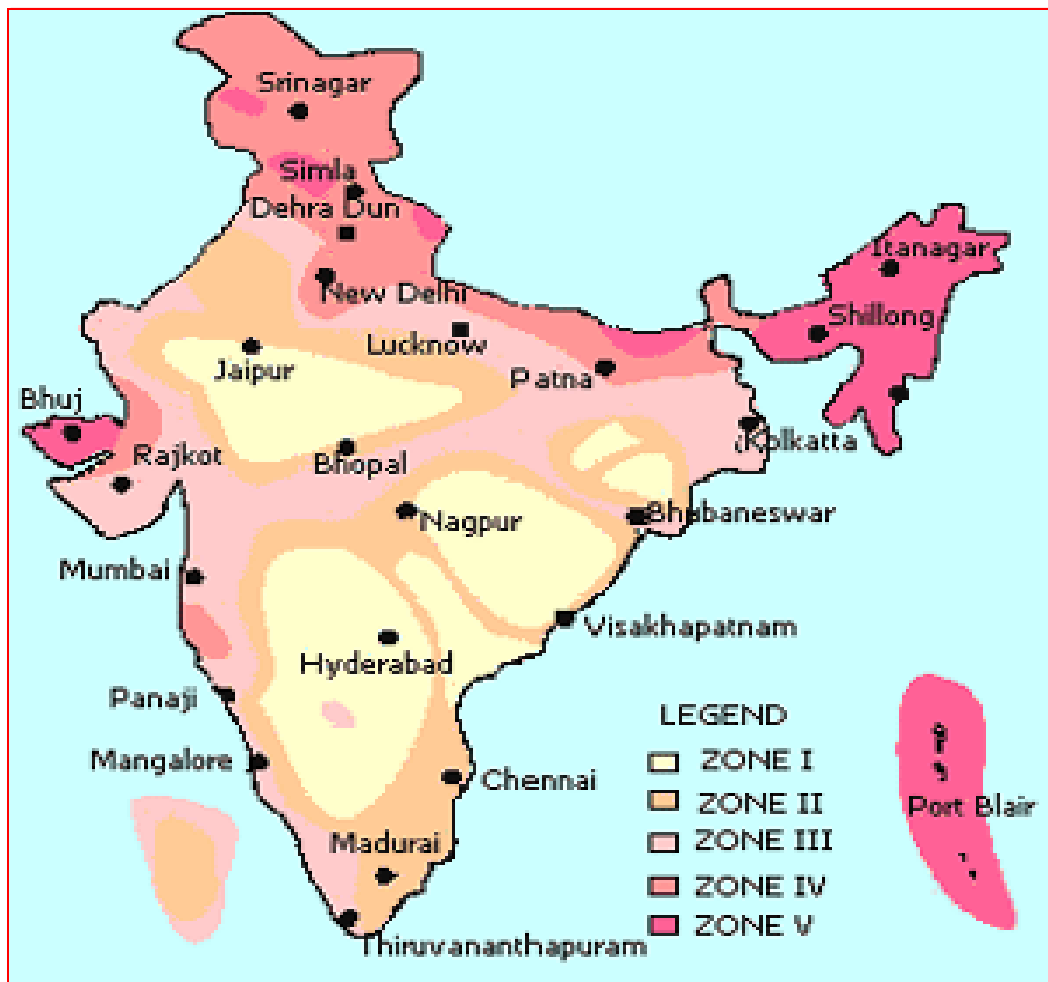 Srinagar
Simla
Dehra Dun
Itanagar
New Delhi
Shillong
Lucknow
Jaipur
Patna
Bhuj
Kolkatta
Rajkot
Bhopal
Nagpur
Bhubaneswar
Mumbai
Visakhapatnam
Hyderabad
Panaji
LEGEND
Mangalore
ZONE I
Chennai
ZONE II
Port Blair
Madurai
ZONE III
ZONE IV
ZONE V
Thiruvananthapuram